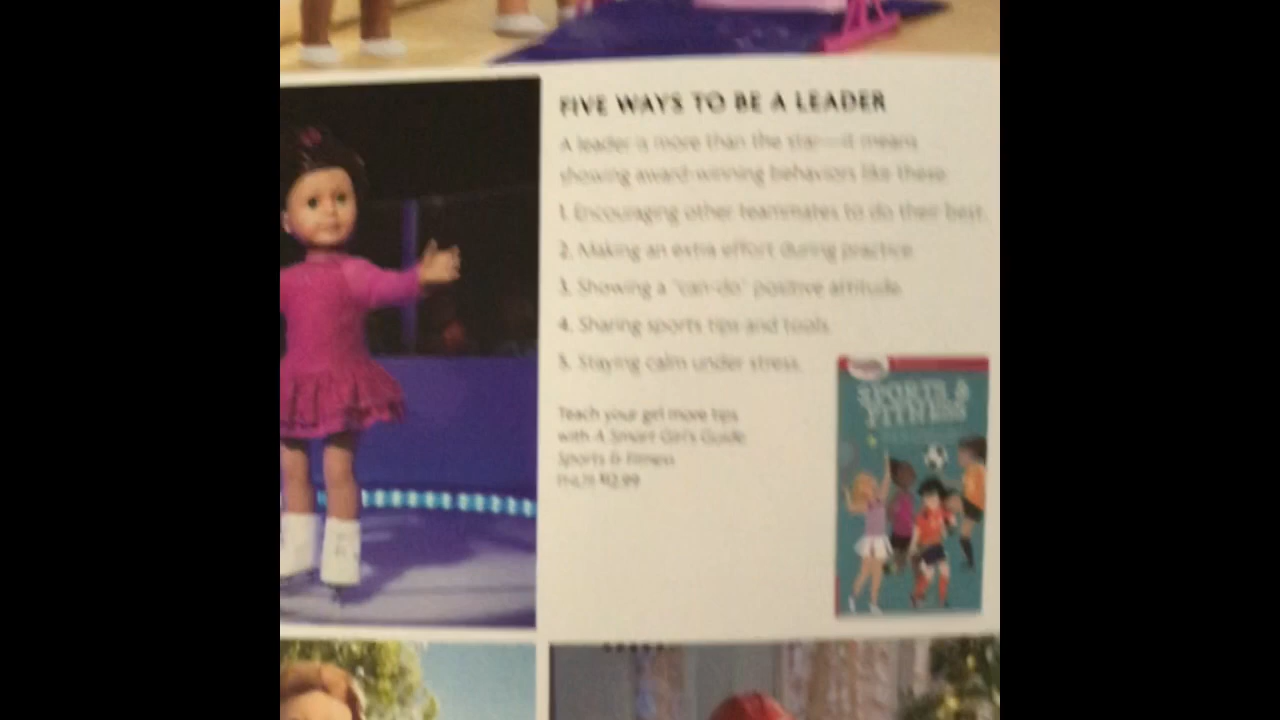 FIVE WAYS TO BE A LEADER
A leader is more than the star—it means
showing award-winning behaviors like these:
1. Encouraging other teammates to do their best.
2. Making an extra effort during practice.
3. Showing a "can-do" positive attitude.
4. Sharing sports tips and tools.
5. Staying calm under stress.
Teach your girl more tips
with A Smart Girl's Guide
Sports & Fitness
$12.99
SPORTS &
FITNESS